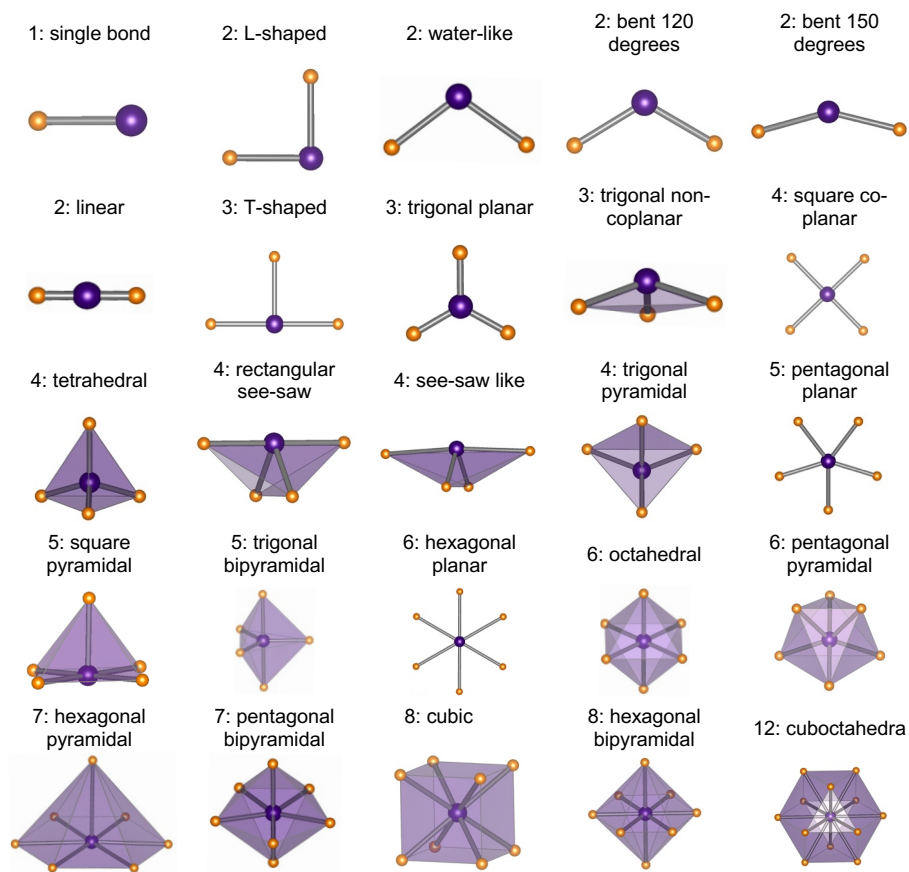 1: single bond
2: L-shaped
2: water-like
2: bent 120
degrees
2: bent 150
degrees
2: linear
3: T-shaped
3: trigonal planar
3: trigonal non-
coplanar
4: square co-
planar
4: tetrahedral
4: rectangular
see-saw
4: see-saw like
4: trigonal
pyramidal
5: pentagonal
planar
5: square
pyramidal
5: trigonal
bipyramidal
6: hexagonal
planar
6: octahedral
6: pentagonal
pyramidal
7: hexagonal
pyramidal
7: pentagonal
bipyramidal
8: cubic
8: hexagonal
bipyramidal
12: cuboctahedra